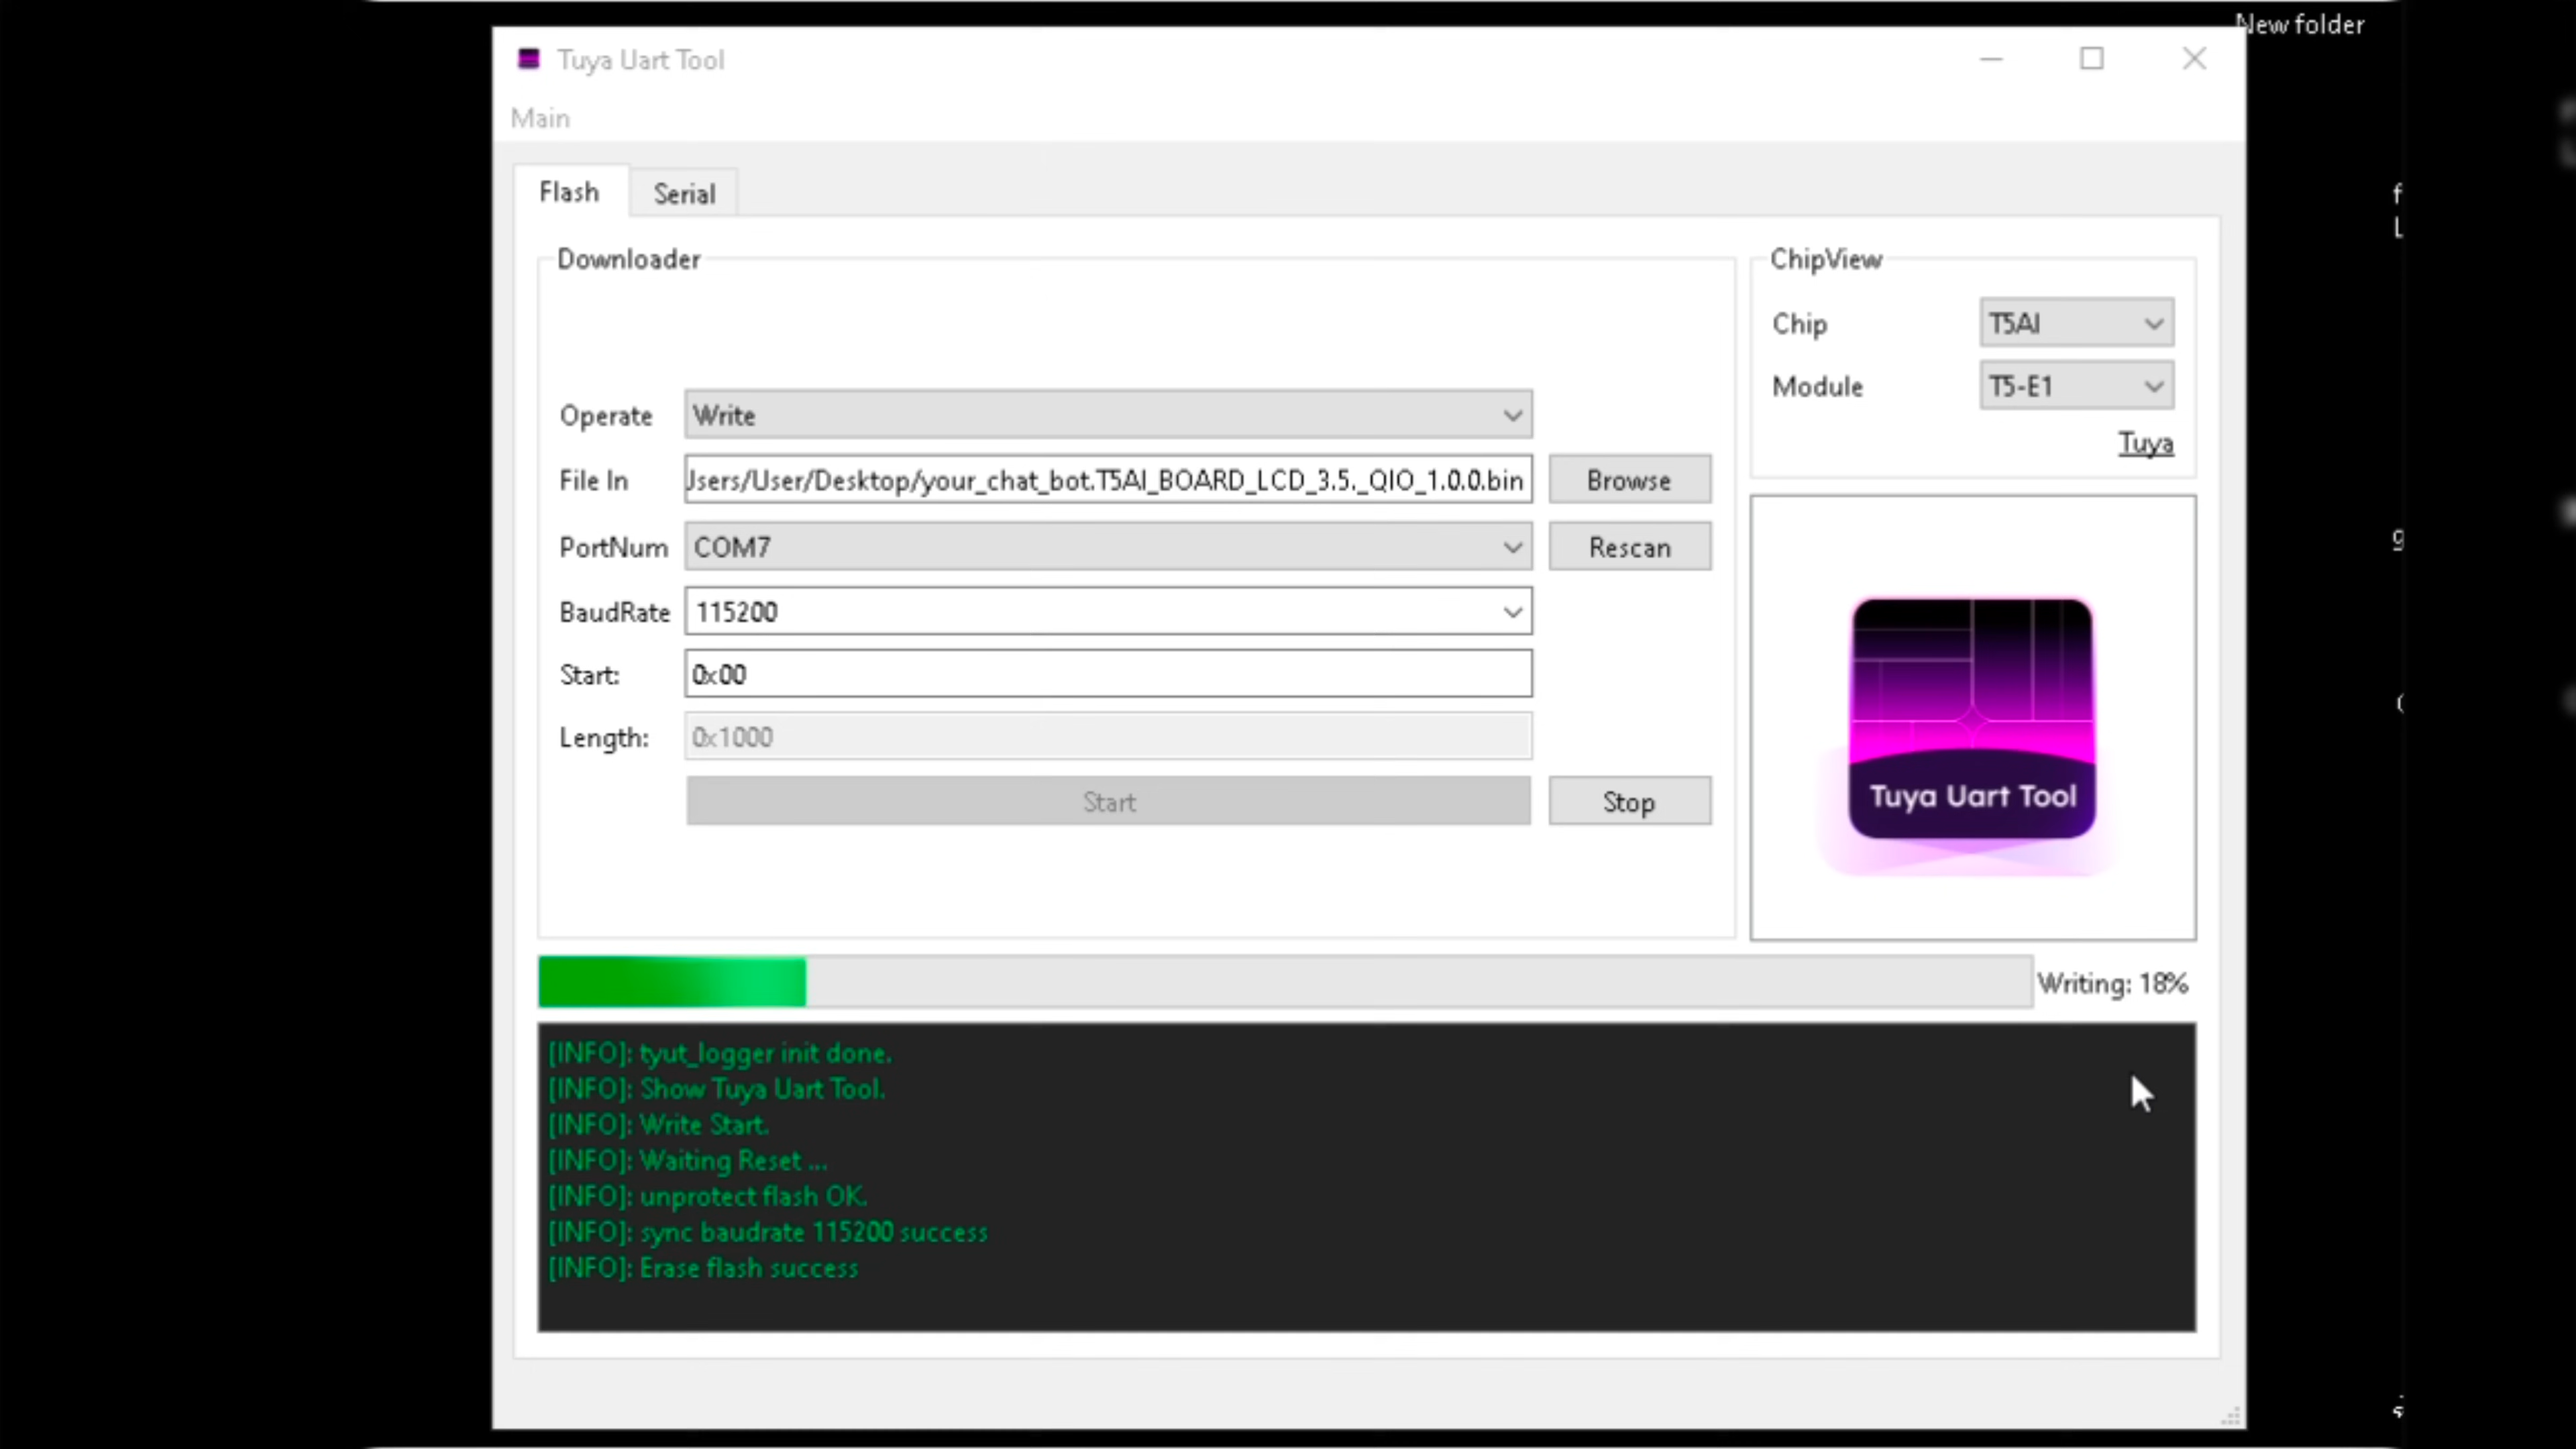 New folder
Tuya Uart Tool
Main
Flash Serial
Downloader
ChipView
Chip T5AI
Module T5-E1
Tuya
Operate Write
File In Jsers/User/Desktop/your_chat_bot.T5AI_BOARD_LCD_3.5._QIO_1.0.0.bin Browse
PortNum COM7 Rescan
BaudRate 115200
Start: 0x00
Length: 0x1000
Start Stop
Tuya Uart Tool
Writing: 18%
[INFO]: tyut_logger init done.
[INFO]: Show Tuya Uart Tool.
[INFO]: Write Start.
[INFO]: Waiting Reset ...
[INFO]: unprotect flash OK.
[INFO]: sync baudrate 115200 success
[INFO]: Erase flash success